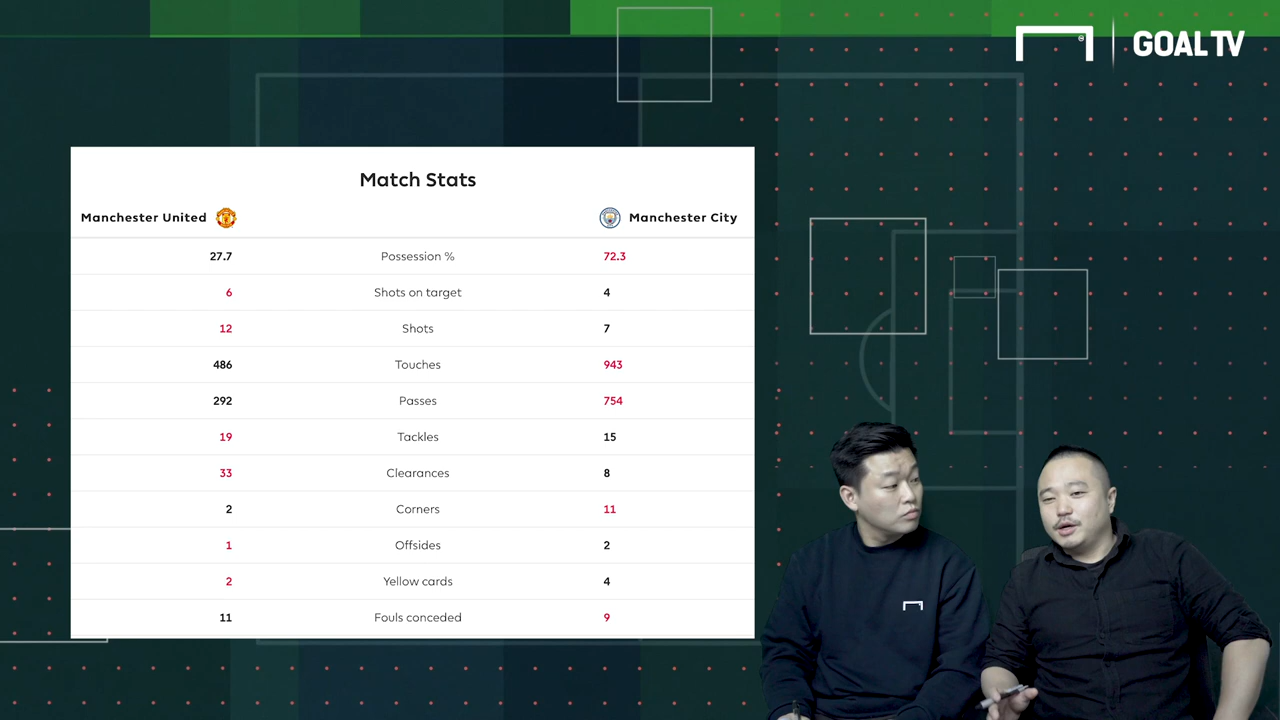 GOAL TV
Match Stats
Manchester United Manchester City
27.7 Possession % 72.3
6 Shots on target 4
12 Shots 7
486 Touches 943
292 Passes 754
19 Tackles 15
33 Clearances 8
2 Corners 11
1 Offsides 2
2 Yellow cards 4
11 Fouls conceded 9